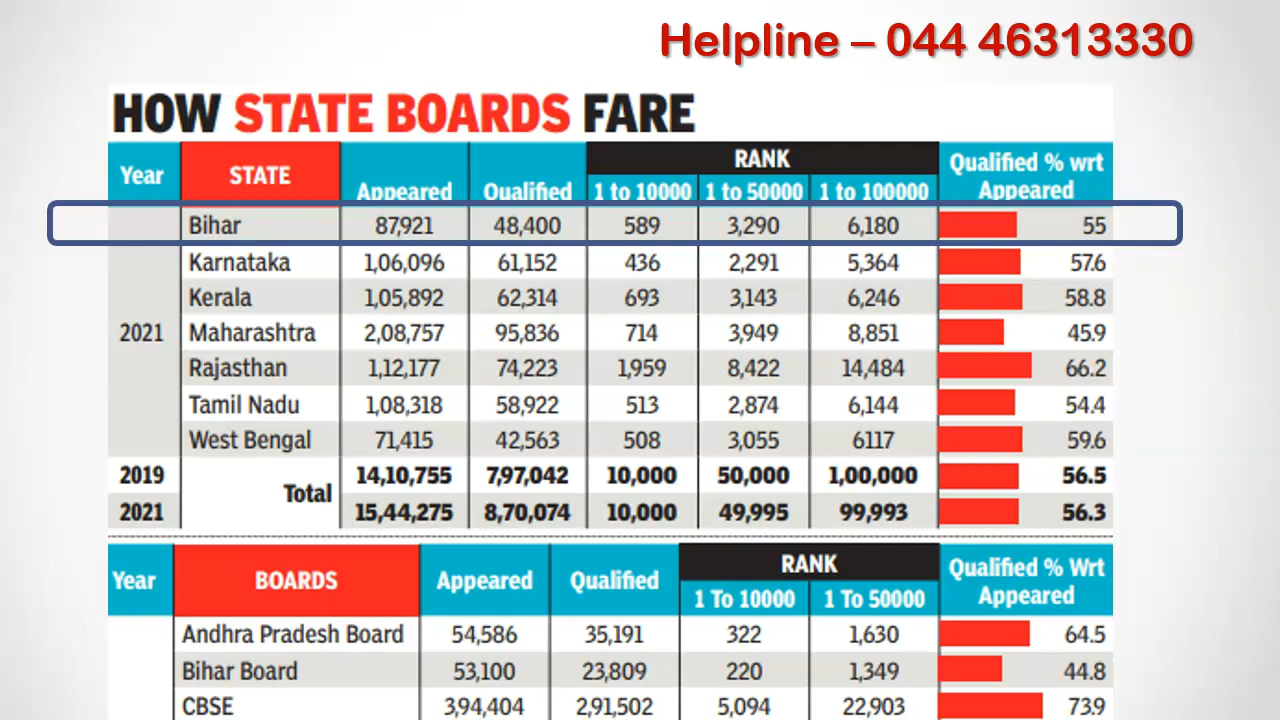 Helpline – 044 46313330
HOW STATE BOARDS FARE
Year STATE Appeared Qualified RANK Qualified % wrt Appeared
1 to 10000 1 to 50000 1 to 100000
Bihar 87,921 48,400 589 3,290 6,180 55
Karnataka 1,06,096 61,152 436 2,291 5,364 57.6
Kerala 1,05,892 62,314 693 3,143 6,246 58.8
2021 Maharashtra 2,08,757 95,836 714 3,949 8,851 45.9
Rajasthan 1,12,177 74,223 1,959 8,422 14,484 66.2
Tamil Nadu 1,08,318 58,922 513 2,874 6,144 54.4
West Bengal 71,415 42,563 508 3,055 6117 59.6
2019 Total 14,10,755 7,97,042 10,000 50,000 1,00,000 56.5
2021 15,44,275 8,70,074 10,000 49,995 99,993 56.3
Year BOARDS Appeared Qualified RANK Qualified % Wrt Appeared
1 To 10000 1 To 50000
Andhra Pradesh Board 54,586 35,191 322 1,630 64.5
Bihar Board 53,100 23,809 220 1,349 44.8
CBSE 3,94,404 2,91,502 5,094 22,903 73.9